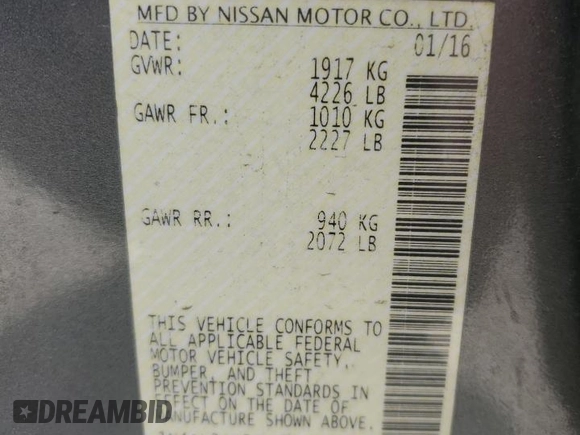 MFD BY NISSAN MOTOR CO., LTD.
DATE: 01/16
GVWR: 1917 KG
4226 LB
GAWR FR.: 1010 KG
2227 LB
GAWR RR.: 940 KG
2072 LB
THIS VEHICLE CONFORMS TO
ALL APPLICABLE FEDERAL
MOTOR VEHICLE SAFETY,
BUMPER, AND THEFT
PREVENTION STANDARDS IN
EFFECT ON THE DATE OF
MANUFACTURE SHOWN ABOVE.
DREAMBID